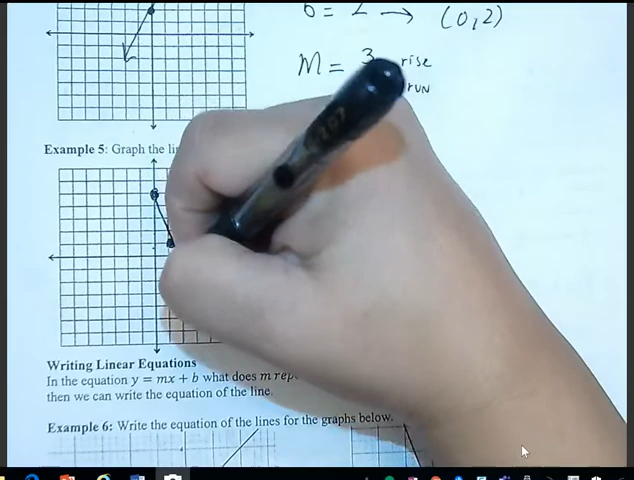 b = 2 → (0,2)
m = 3 rise
run
Example 5: Graph the
Writing Linear Equations
In the equation y = mx + b what does m
then we can write the equation of the line.
Example 6: Write the equation of the lines for the graphs below.